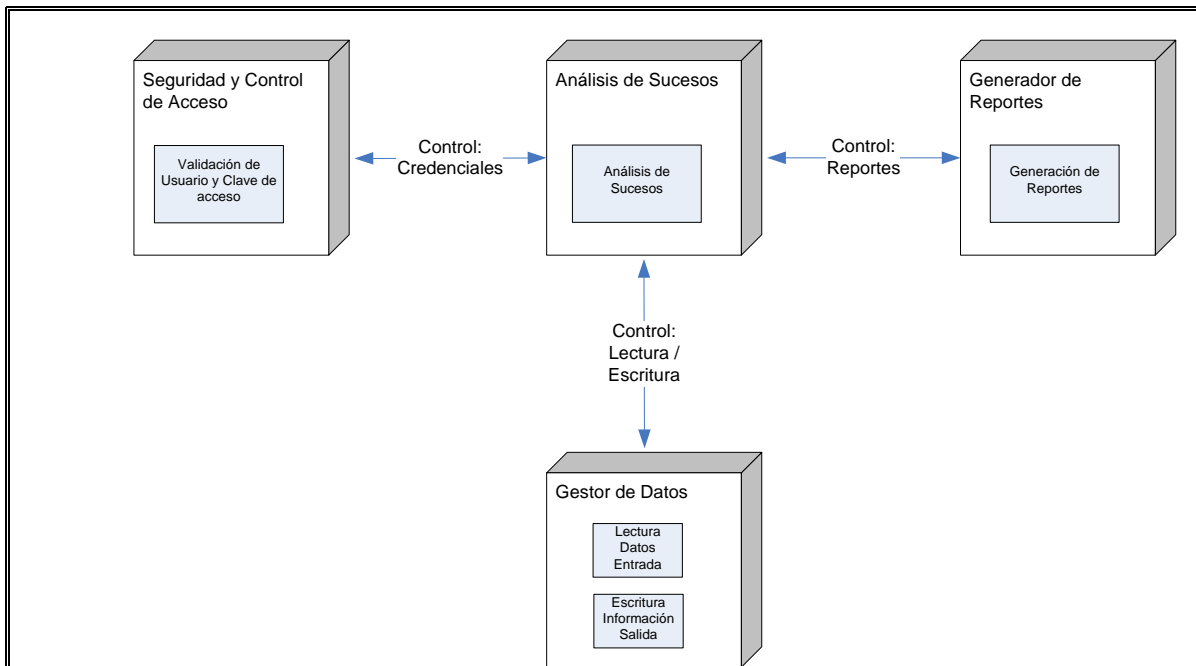 Seguridad y Control
de Acceso
Validación de
Usuario y Clave de
acceso
Control:
Credenciales
Análisis de Sucesos
Análisis de
Sucesos
Control:
Reportes
Generador de
Reportes
Generación de
Reportes
Control:
Lectura /
Escritura
Gestor de Datos
Lectura
Datos
Entrada
Escritura
Información
Salida